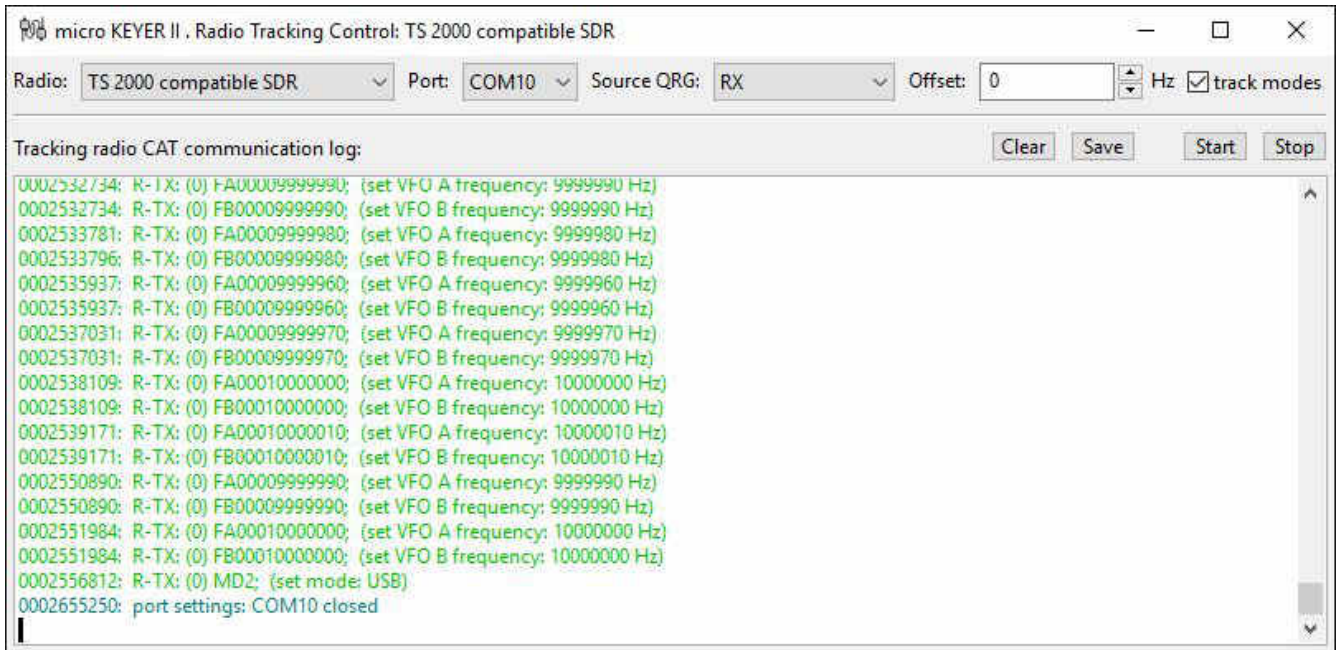 micro KEYER II . Radio Tracking Control: TS 2000 compatible SDR
Radio: TS 2000 compatible SDR Port: COM10 Source QRG: RX Offset: 0 Hz track modes
Tracking radio CAT communication log: Clear Save Start Stop
0002532734: R-TX: (0) FA00009999990; (set VFO A frequency: 9999990 Hz)
0002532734: R-TX: (0) FB00009999990; (set VFO B frequency: 9999990 Hz)
0002533781: R-TX: (0) FA00009999980; (set VFO A frequency: 9999980 Hz)
0002533796: R-TX: (0) FB00009999980; (set VFO B frequency: 9999980 Hz)
0002535937: R-TX: (0) FA00009999960; (set VFO A frequency: 9999960 Hz)
0002535937: R-TX: (0) FB00009999960; (set VFO B frequency: 9999960 Hz)
0002537031: R-TX: (0) FA00009999970; (set VFO A frequency: 9999970 Hz)
0002537031: R-TX: (0) FB00009999970; (set VFO B frequency: 9999970 Hz)
0002538109: R-TX: (0) FA00010000000; (set VFO A frequency: 10000000 Hz)
0002538109: R-TX: (0) FB00010000000; (set VFO B frequency: 10000000 Hz)
0002539171: R-TX: (0) FA00010000010; (set VFO A frequency: 10000010 Hz)
0002539171: R-TX: (0) FB00010000010; (set VFO B frequency: 10000010 Hz)
0002550890: R-TX: (0) FA00009999990; (set VFO A frequency: 9999990 Hz)
0002550890: R-TX: (0) FB00009999990; (set VFO B frequency: 9999990 Hz)
0002551984: R-TX: (0) FA00010000000; (set VFO A frequency: 10000000 Hz)
0002551984: R-TX: (0) FB00010000000; (set VFO B frequency: 10000000 Hz)
0002556812: R-TX: (0) MD2; (set mode: USB)
0002655250: port settings: COM10 closed